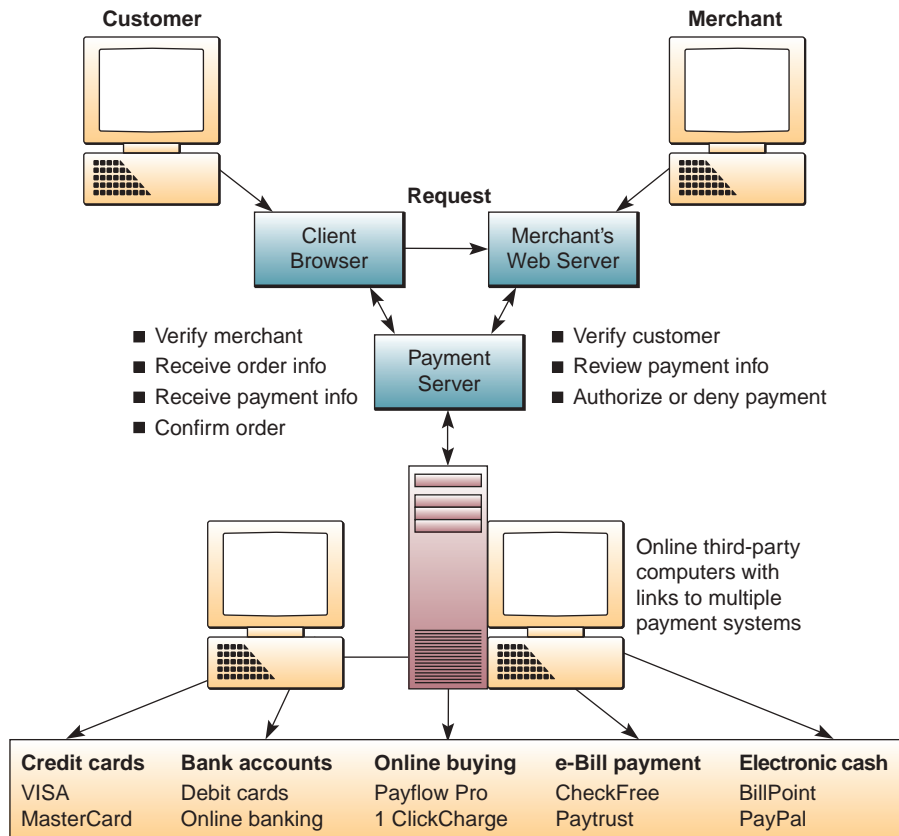 Customer
Merchant
Request
Client
Browser
Merchant's
Web Server
■ Verify merchant
■ Receive order info
■ Receive payment info
■ Confirm order
Payment
Server
■ Verify customer
■ Review payment info
■ Authorize or deny payment
Online third-party
computers with
links to multiple
payment systems
Credit cards
VISA
MasterCard
Bank accounts
Debit cards
Online banking
Online buying
Payflow Pro
1 ClickCharge
e-Bill payment
CheckFree
Paytrust
Electronic cash
BillPoint
PayPal